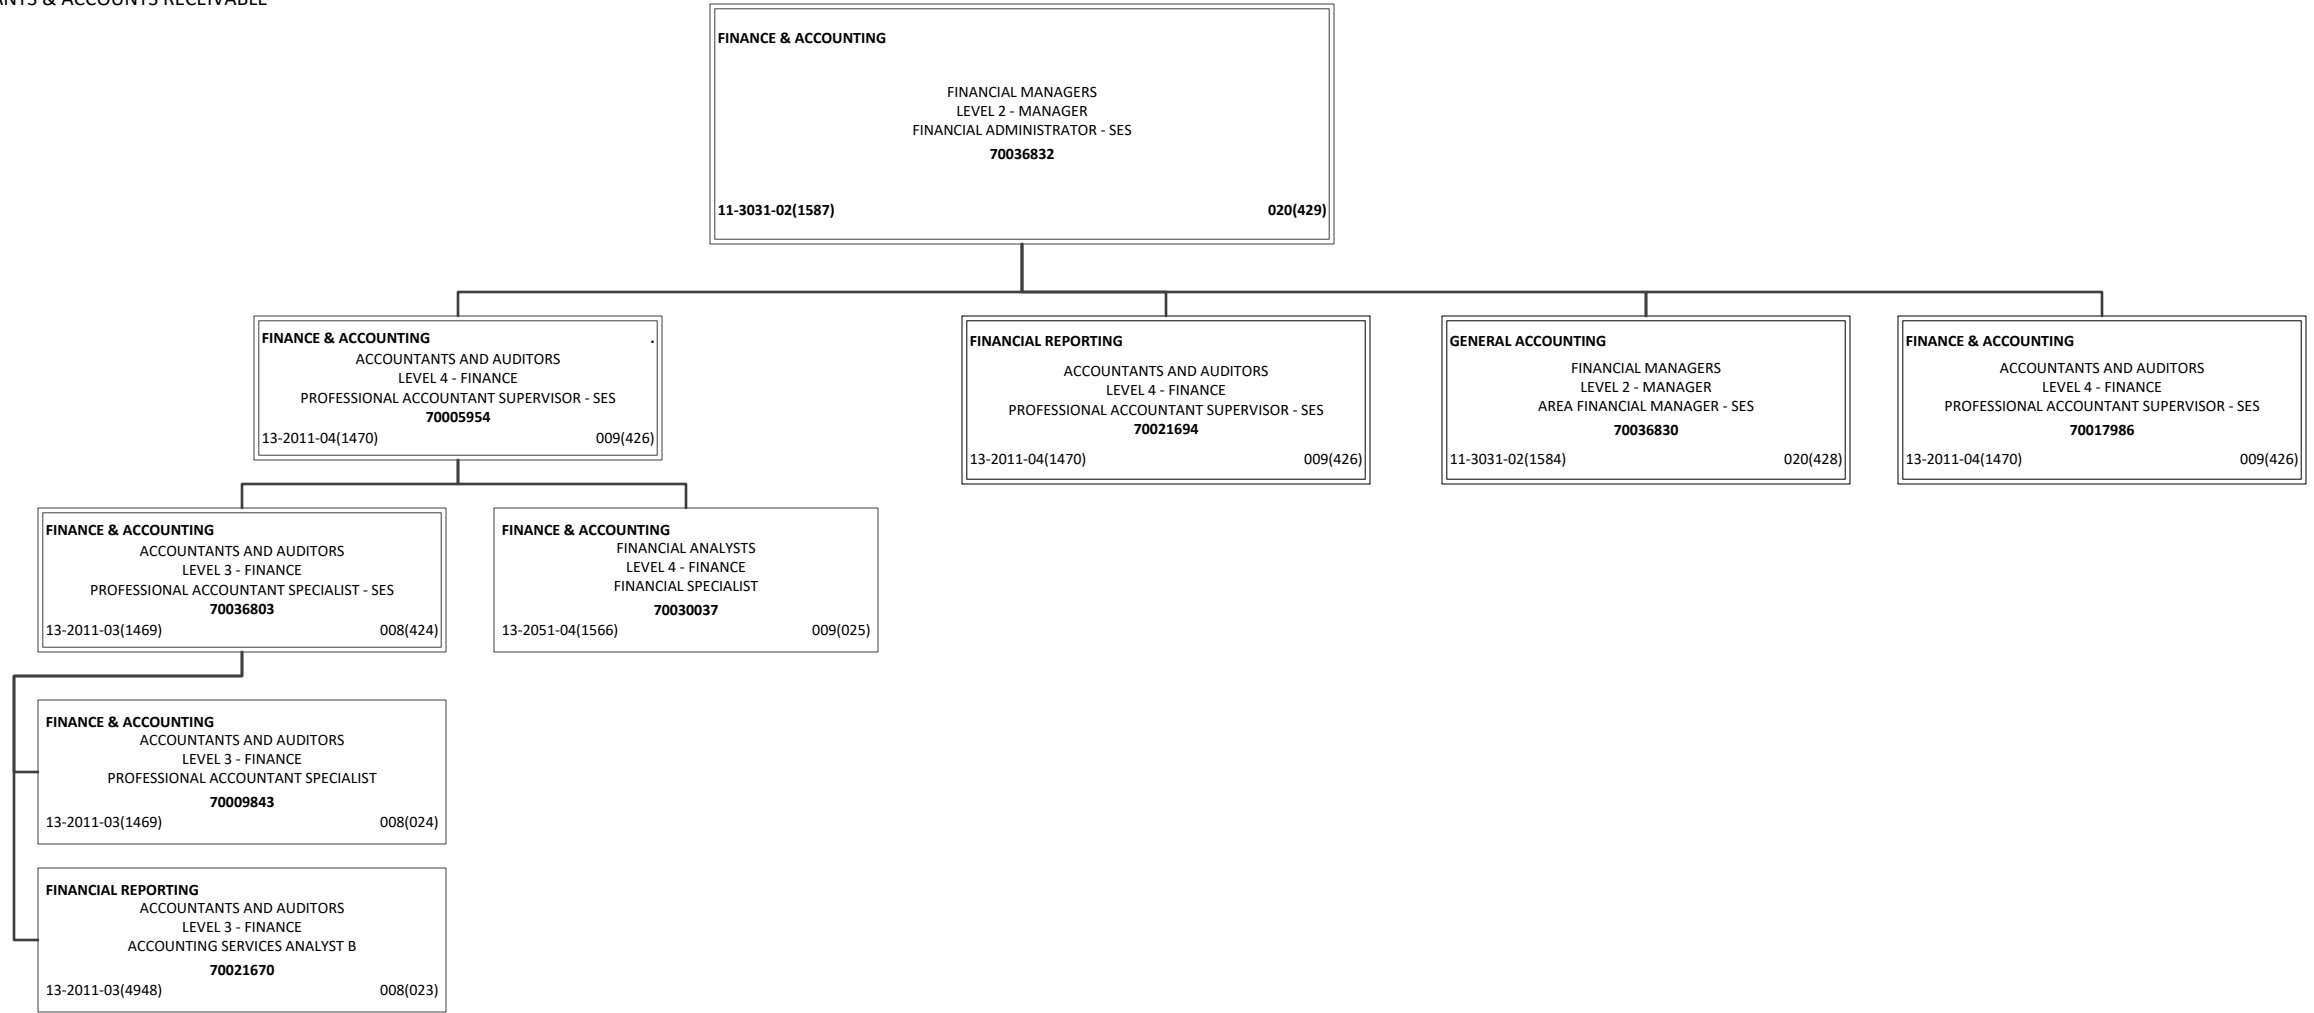 & ACCOUNTS RECEIVABLE
FINANCE & ACCOUNTING
FINANCIAL MANAGERS
LEVEL 2 - MANAGER
FINANCIAL ADMINISTRATOR - SES
70036832
11-3031-02(1587) 020(429)
FINANCE & ACCOUNTING .
ACCOUNTANTS AND AUDITORS
LEVEL 4 - FINANCE
PROFESSIONAL ACCOUNTANT SUPERVISOR - SES
70005954
13-2011-04(1470) 009(426)
FINANCIAL REPORTING
ACCOUNTANTS AND AUDITORS
LEVEL 4 - FINANCE
PROFESSIONAL ACCOUNTANT SUPERVISOR - SES
70021694
13-2011-04(1470) 009(426)
GENERAL ACCOUNTING
FINANCIAL MANAGERS
LEVEL 2 - MANAGER
AREA FINANCIAL MANAGER - SES
70036830
11-3031-02(1584) 020(428)
FINANCE & ACCOUNTING
ACCOUNTANTS AND AUDITORS
LEVEL 4 - FINANCE
PROFESSIONAL ACCOUNTANT SUPERVISOR - SES
70017986
13-2011-04(1470) 009(426)
FINANCE & ACCOUNTING
ACCOUNTANTS AND AUDITORS
LEVEL 3 - FINANCE
PROFESSIONAL ACCOUNTANT SPECIALIST - SES
70036803
13-2011-03(1469) 008(424)
FINANCE & ACCOUNTING
FINANCIAL ANALYSTS
LEVEL 4 - FINANCE
FINANCIAL SPECIALIST
70030037
13-2051-04(1566) 009(025)
FINANCE & ACCOUNTING
ACCOUNTANTS AND AUDITORS
LEVEL 3 - FINANCE
PROFESSIONAL ACCOUNTANT SPECIALIST
70009843
13-2011-03(1469) 008(024)
FINANCIAL REPORTING
ACCOUNTANTS AND AUDITORS
LEVEL 3 - FINANCE
ACCOUNTING SERVICES ANALYST B
70021670
13-2011-03(4948) 008(023)